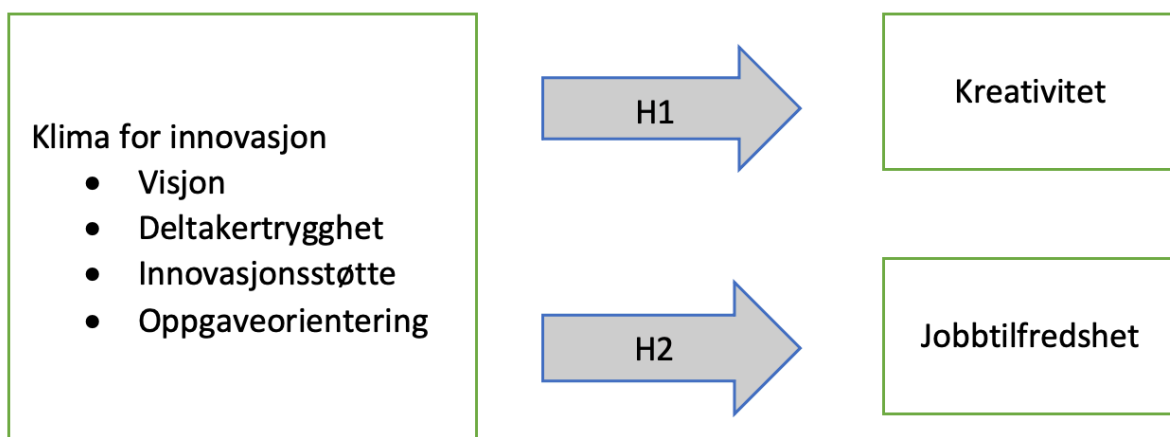 Klima for innovasjon
• Visjon
• Deltakertrygghet
• Innovasjonsstøtte
• Oppgaveorientering
H1
Kreativitet
H2
Jobbtilfredshet